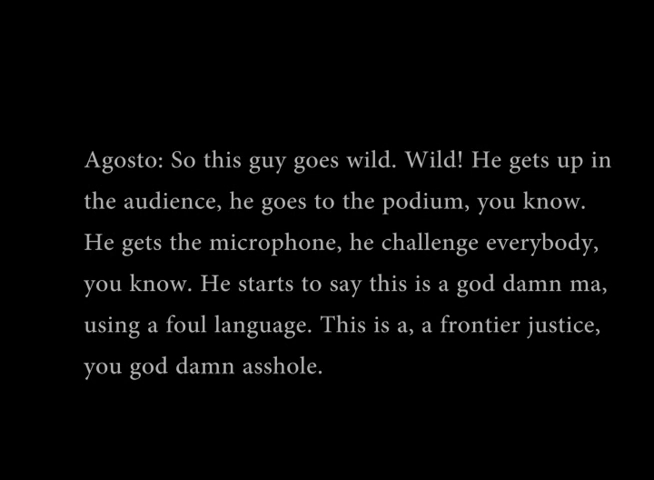 Agosto: So this guy goes wild. Wild! He gets up in
the audience, he goes to the podium, you know.
He gets the microphone, he challenge everybody,
you know. He starts to say this is a god damn ma,
using a foul language. This is a, a frontier justice,
you god damn asshole.